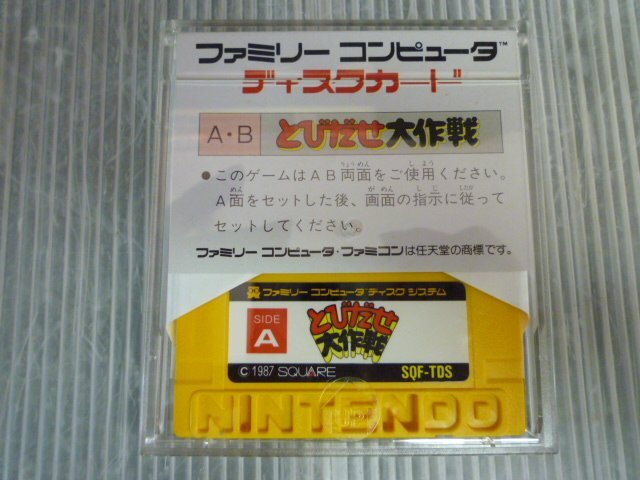 ファミリー コンピュータ™
ディスクカード
A・B とびだせ大作戦
●このゲームはAB両面をご使用ください。
A面をセットした後、画面の指示に従って
セットしてください。
ファミリー コンピュータ・ファミコンは任天堂の商標です。
ファミリー コンピュータ™ディスク システム
SIDE
A
とびだせ
大作戦
© 1987 SQUARE SQF-TDS
NINTENDO